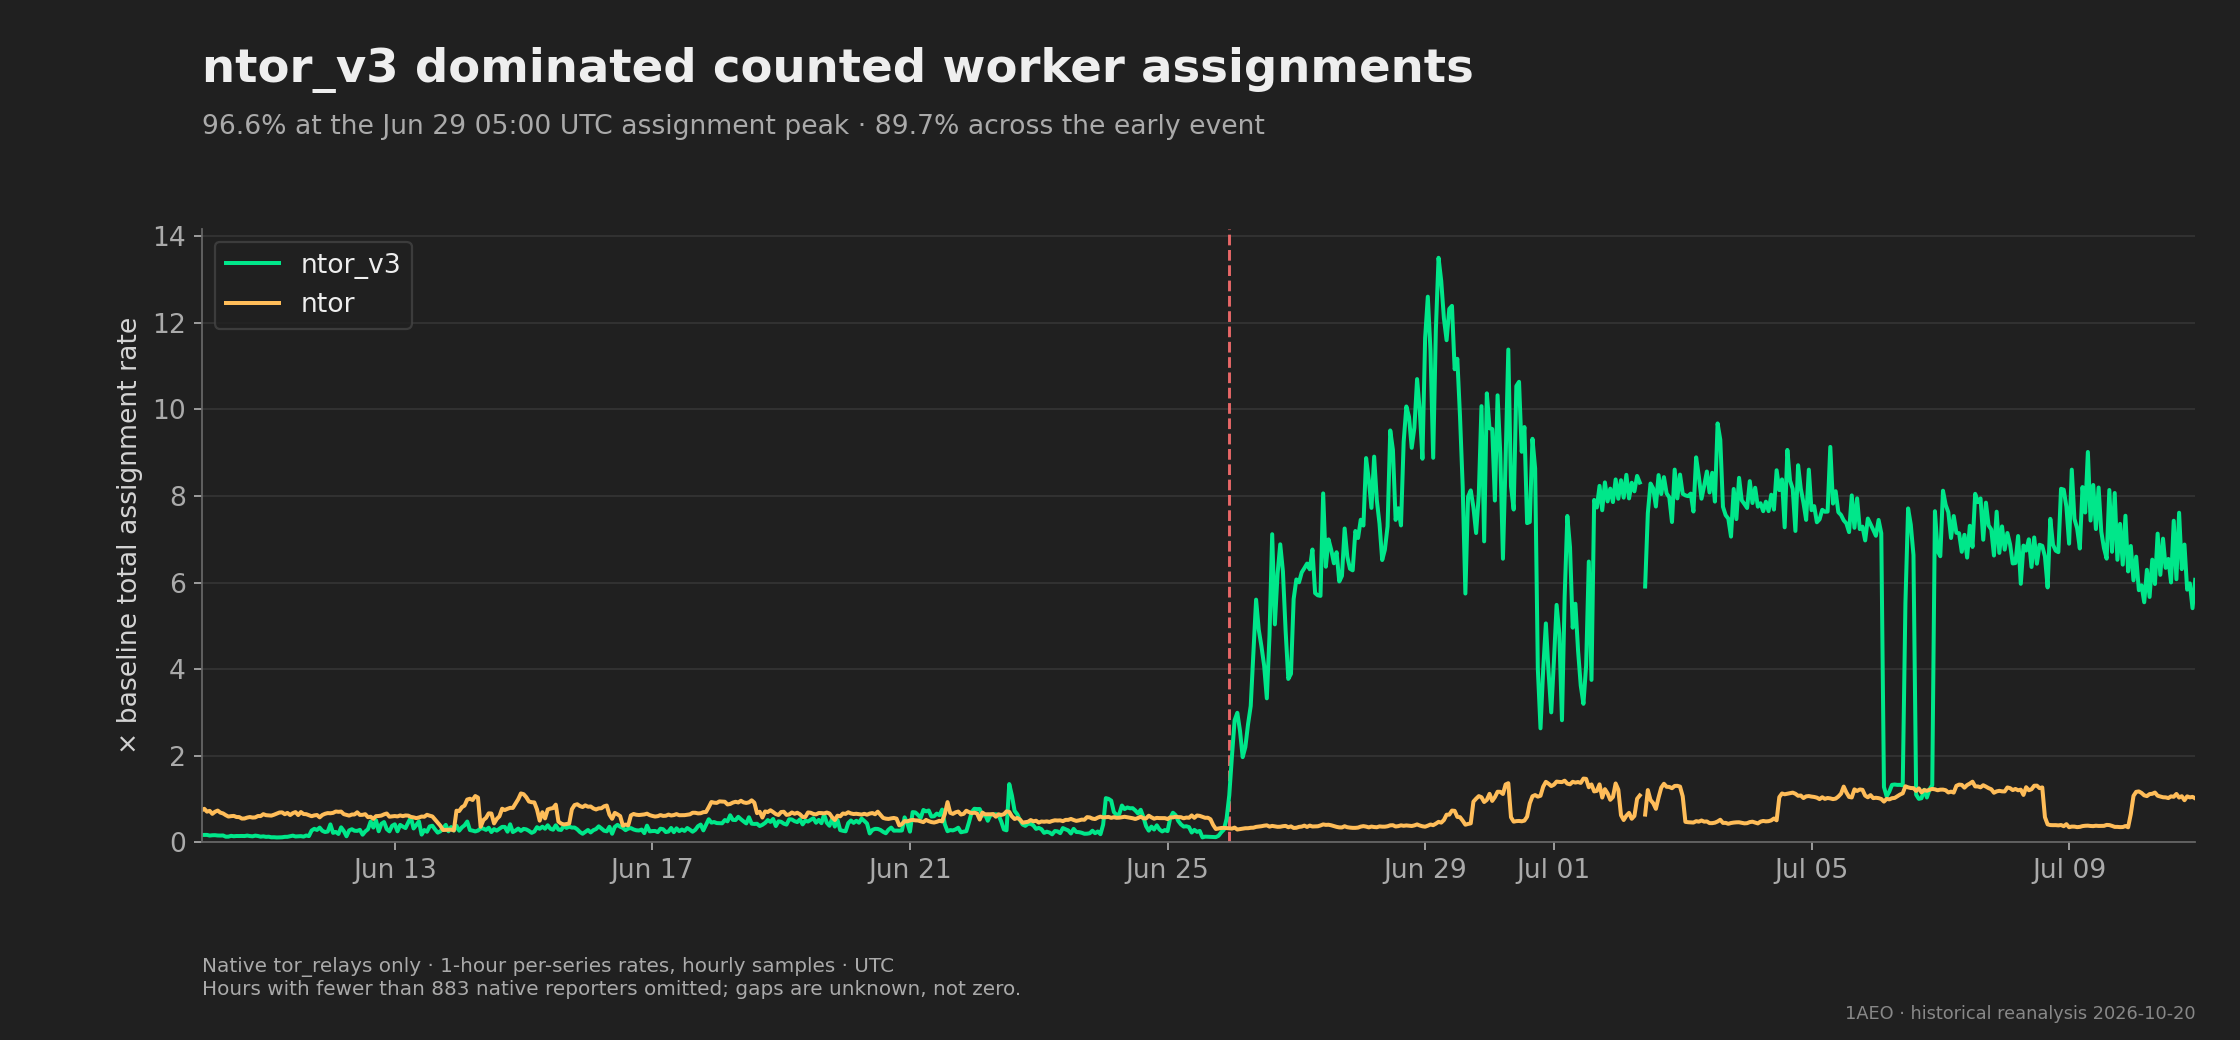 ntor_v3 dominated counted worker assignments
96.6% at the Jun 29 05:00 UTC assignment peak · 89.7% across the early event
ntor_v3
ntor
× baseline total assignment rate
14
12
10
8
6
4
2
0
Jun 13
Jun 17
Jun 21
Jun 25
Jun 29
Jul 01
Jul 05
Jul 09
Native tor_relays only · 1-hour per-series rates, hourly samples · UTC
Hours with fewer than 883 native reporters omitted; gaps are unknown, not zero.
1AEO · historical reanalysis 2026-10-20